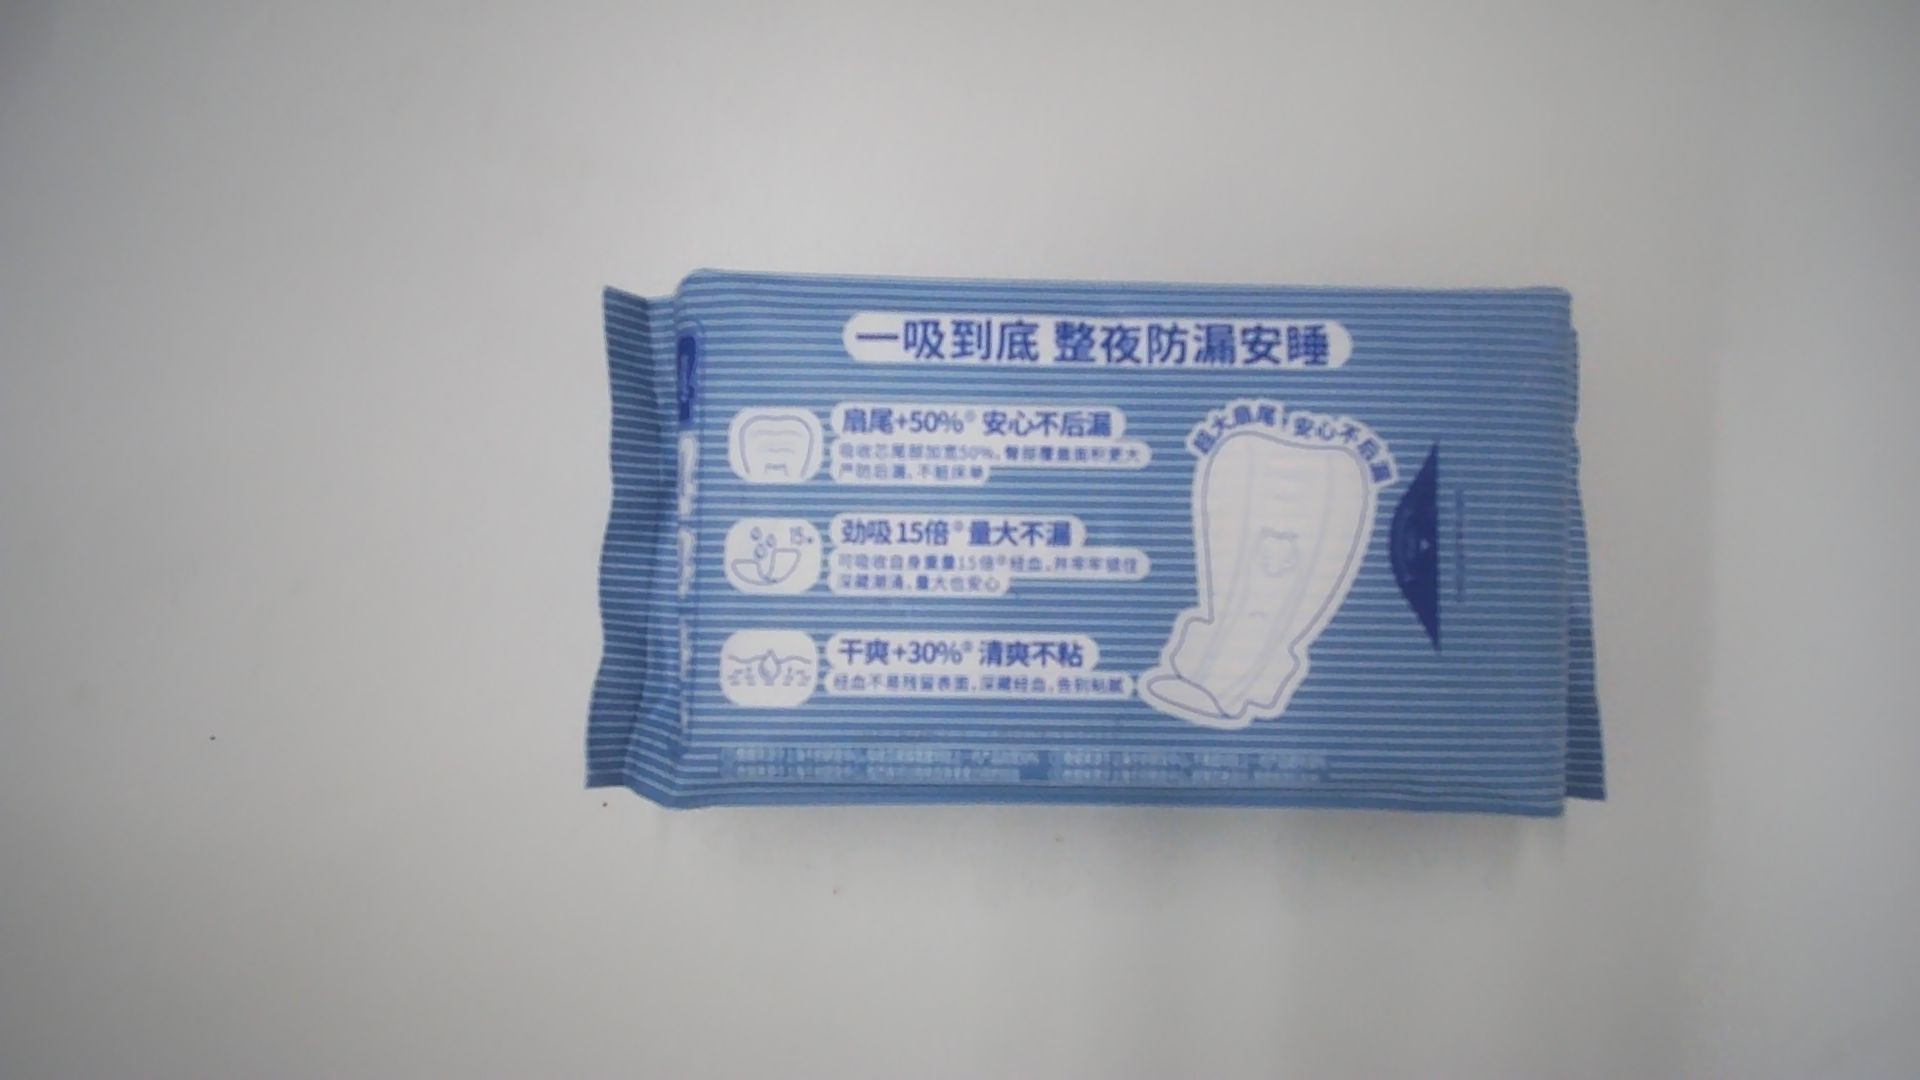 一吸到底 整夜防漏安睡
扇尾+50%® 安心不后漏
吸收芯尾部加宽50%,臀部覆盖面积更大
严防后漏,不脏床单
超大扇尾,安心不后漏
15*
劲吸15倍® 量大不漏
可吸收自身重量15倍®经血,并牢牢锁住
深藏潮涌,量大也安心
干爽+30%® 清爽不粘
经血不易残留表面,深藏经血,告别粘腻